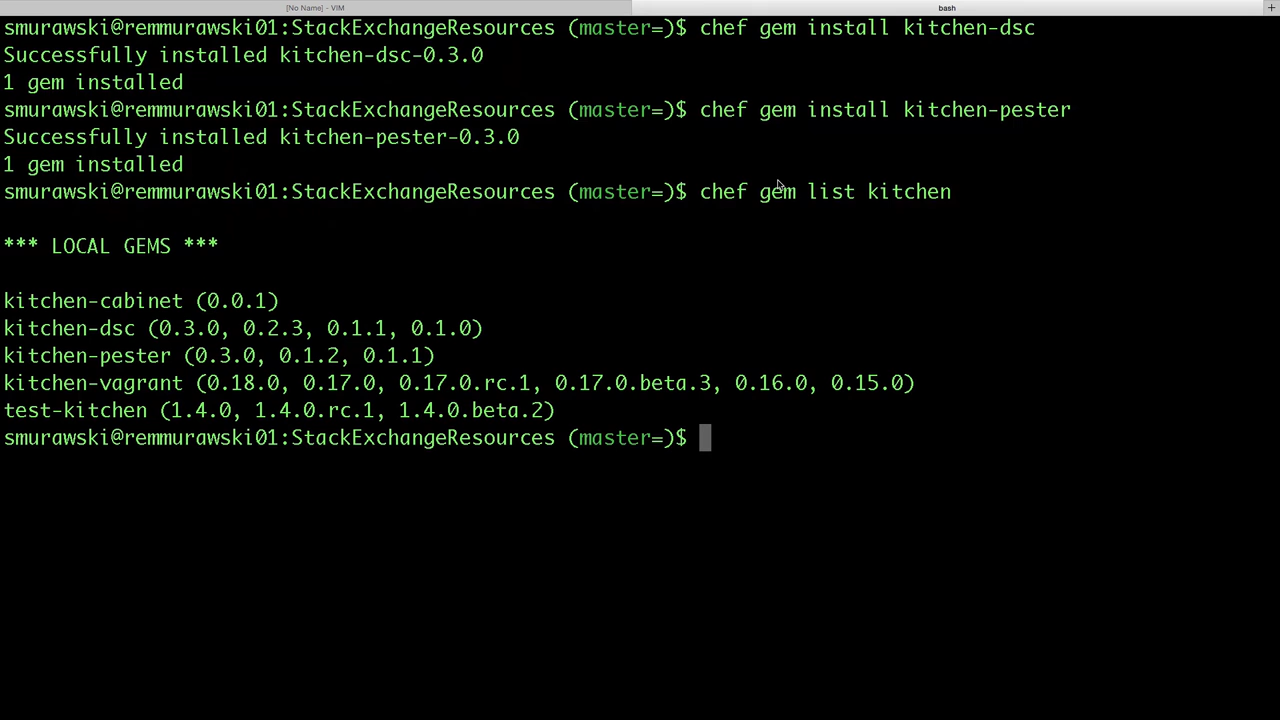 [No Name] - VIM
bash
smurawski@remmurawski01:StackExchangeResources (master=)$ chef gem install kitchen-dsc
Successfully installed kitchen-dsc-0.3.0
1 gem installed
smurawski@remmurawski01:StackExchangeResources (master=)$ chef gem install kitchen-pester
Successfully installed kitchen-pester-0.3.0
1 gem installed
smurawski@remmurawski01:StackExchangeResources (master=)$ chef gem list kitchen
*** LOCAL GEMS ***
kitchen-cabinet (0.0.1)
kitchen-dsc (0.3.0, 0.2.3, 0.1.1, 0.1.0)
kitchen-pester (0.3.0, 0.1.2, 0.1.1)
kitchen-vagrant (0.18.0, 0.17.0, 0.17.0.rc.1, 0.17.0.beta.3, 0.16.0, 0.15.0)
test-kitchen (1.4.0, 1.4.0.rc.1, 1.4.0.beta.2)
smurawski@remmurawski01:StackExchangeResources (master=)$